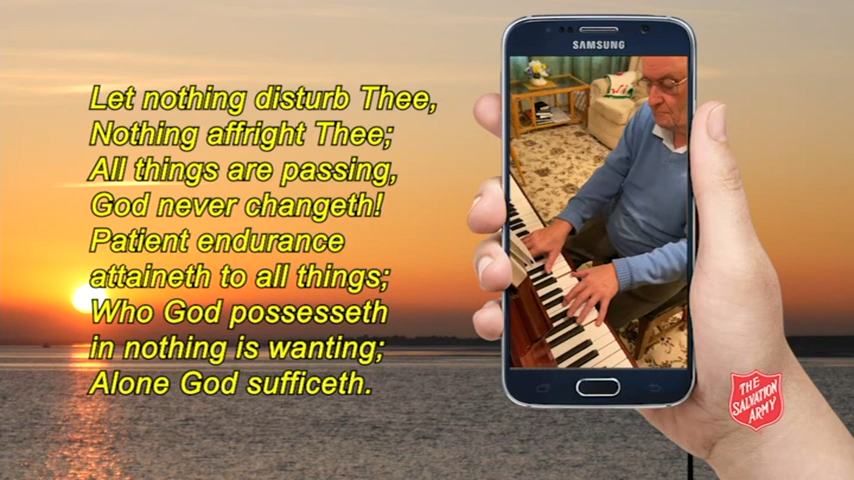 Let nothing disturb Thee,
Nothing affright Thee;
All things are passing,
God never changeth!
Patient endurance
attaineth to all things;
Who God possesseth
in nothing is wanting;
Alone God sufficeth.
SAMSUNG
THE
SALVATION
ARMY